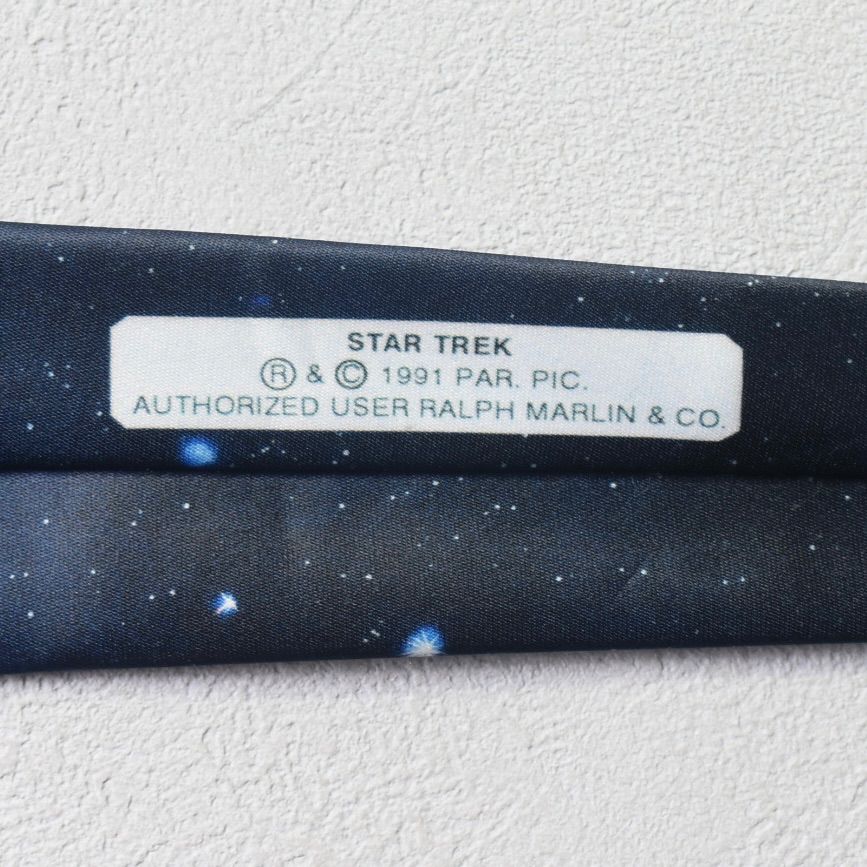 STAR TREK
® & © 1991 PAR. PIC.
AUTHORIZED USER RALPH MARLIN & CO.